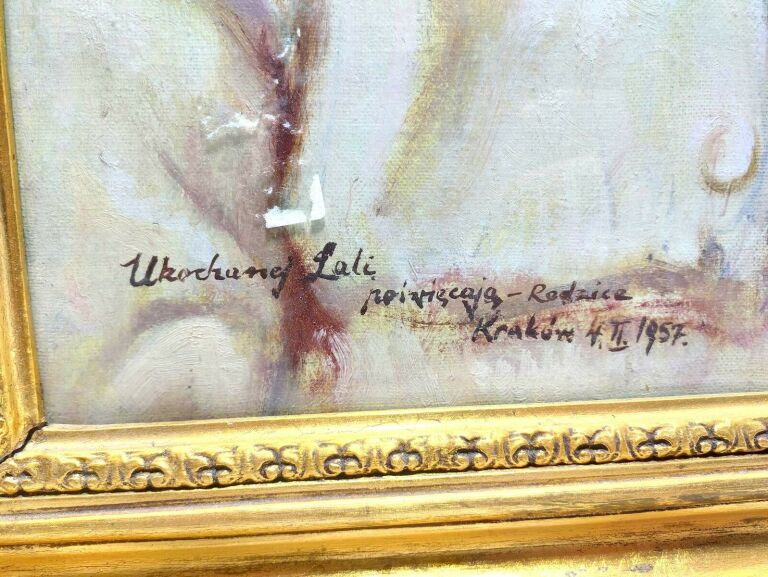 Ukochanej Lali
poświęcają - Rodzice
Kraków 4.II.1957.